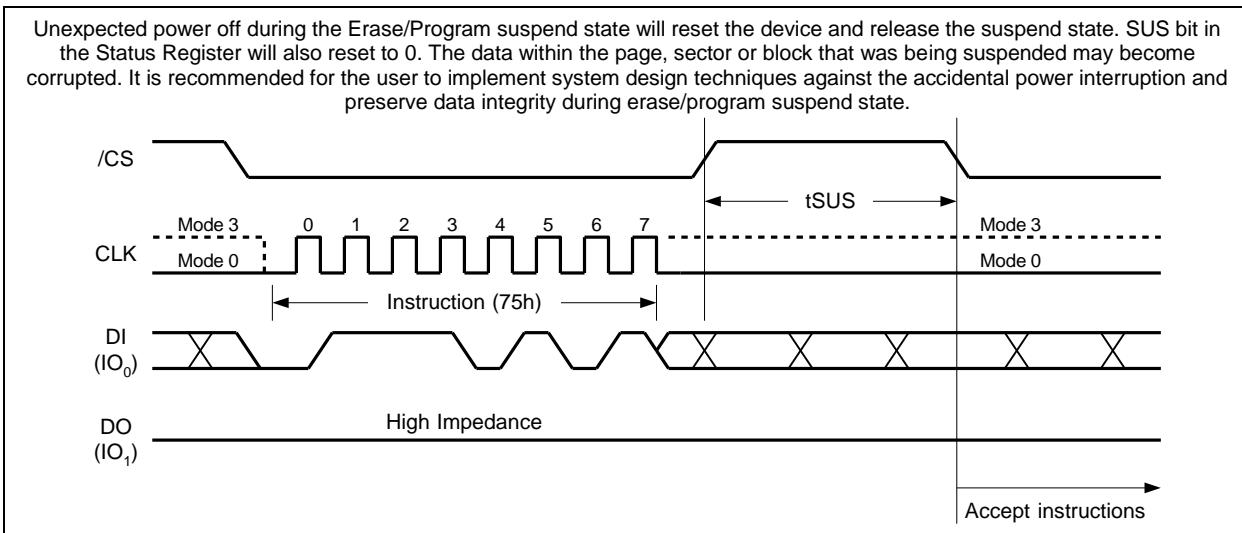 Unexpected power off during the Erase/Program suspend state will reset the device and release the suspend state. SUS bit in
the Status Register will also reset to 0. The data within the page, sector or block that was being suspended may become
corrupted. It is recommended for the user to implement system design techniques against the accidental power interruption and
preserve data integrity during erase/program suspend state.
/CS
tSUS
Mode 3 0 1 2 3 4 5 6 7 Mode 3
CLK
Mode 0 Mode 0
Instruction (75h)
DI
(IO₀)
High Impedance
DO
(IO₁)
Accept instructions